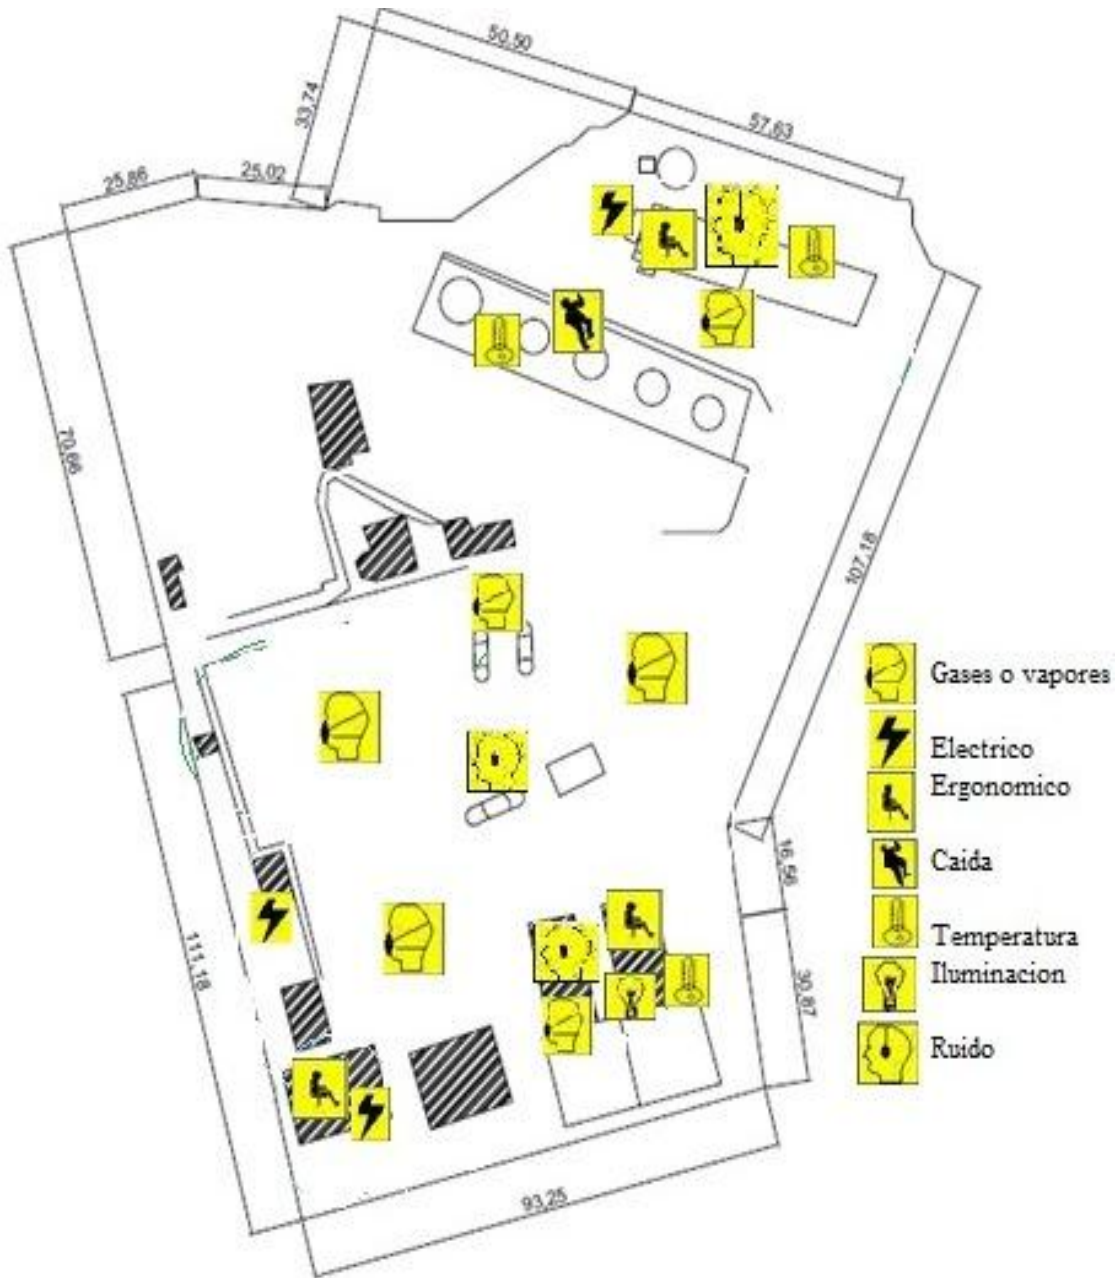 50,50
57,63
33,74
25,02
25,86
70,66
107,18
Gases o vapores
Electrico
Ergonomico
Caida
Temperatura
Iluminacion
Ruido
16,56
30,87
111,18
93,25